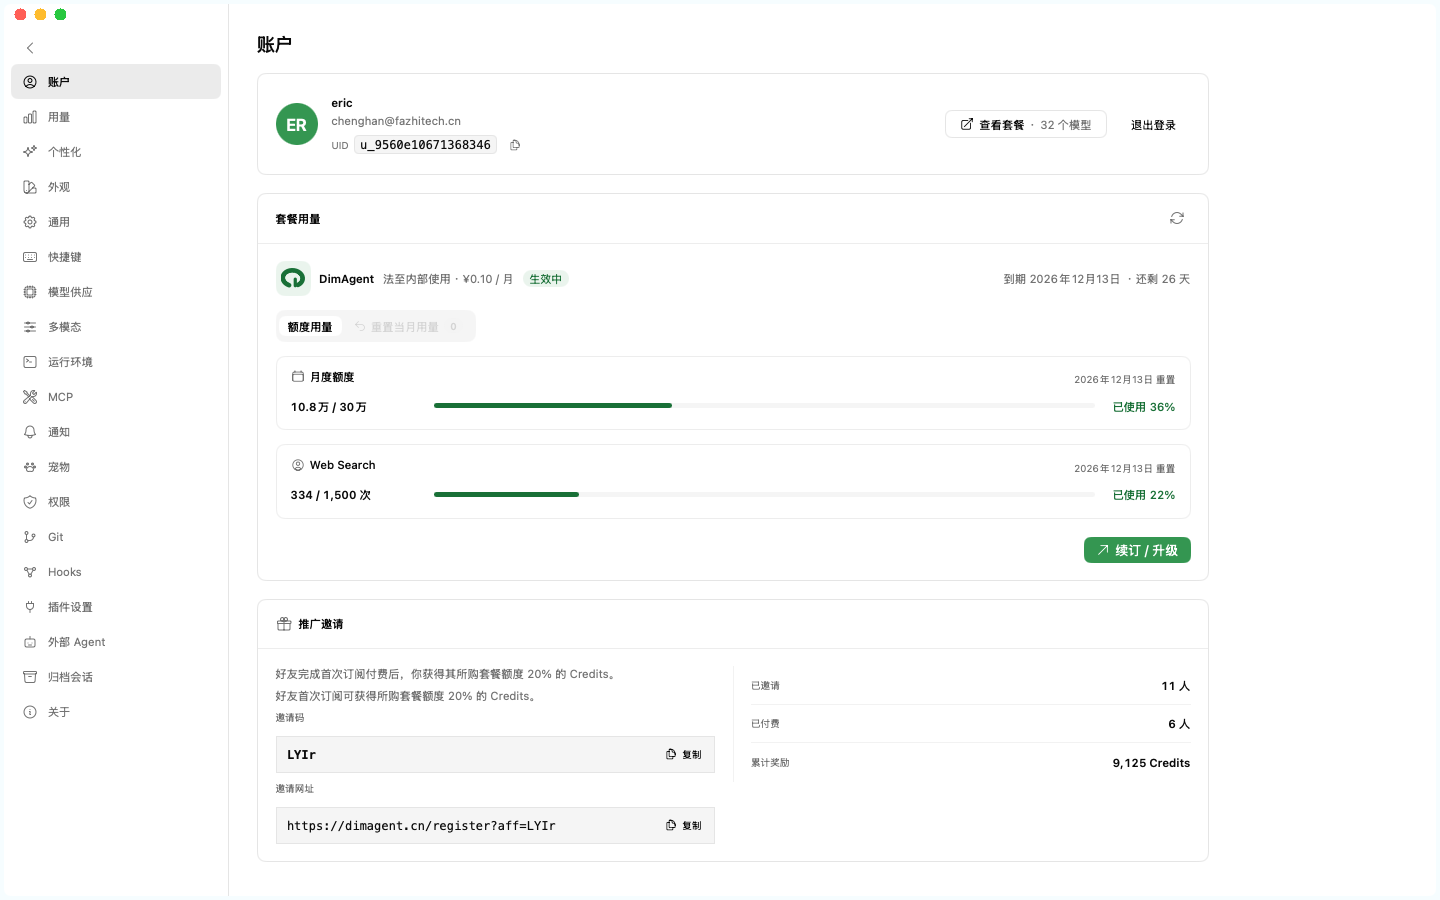 账户
用量
个性化
外观
通用
快捷键
模型供应
多模态
运行环境
MCP
通知
宠物
权限
Git
Hooks
插件设置
外部 Agent
归档会话
关于
账户
ER
eric
chenghan@fazhitech.cn
UID u_9560e10671368346
查看套餐 · 32 个模型
退出登录
套餐用量
DimAgent 法至内部使用 · ¥0.10 / 月 生效中
到期 2026年12月13日 · 还剩 26 天
额度用量 重置当月用量 0
月度额度
2026年12月13日 重置
10.8万 / 30万
已使用 36%
Web Search
2026年12月13日 重置
334 / 1,500 次
已使用 22%
续订 / 升级
推广邀请
好友完成首次订阅付费后，你获得其所购套餐额度 20% 的 Credits。
好友首次订阅可获得所购套餐额度 20% 的 Credits。
邀请码
LYIr 复制
邀请网址
https://dimagent.cn/register?aff=LYIr 复制
已邀请 11 人
已付费 6 人
累计奖励 9,125 Credits